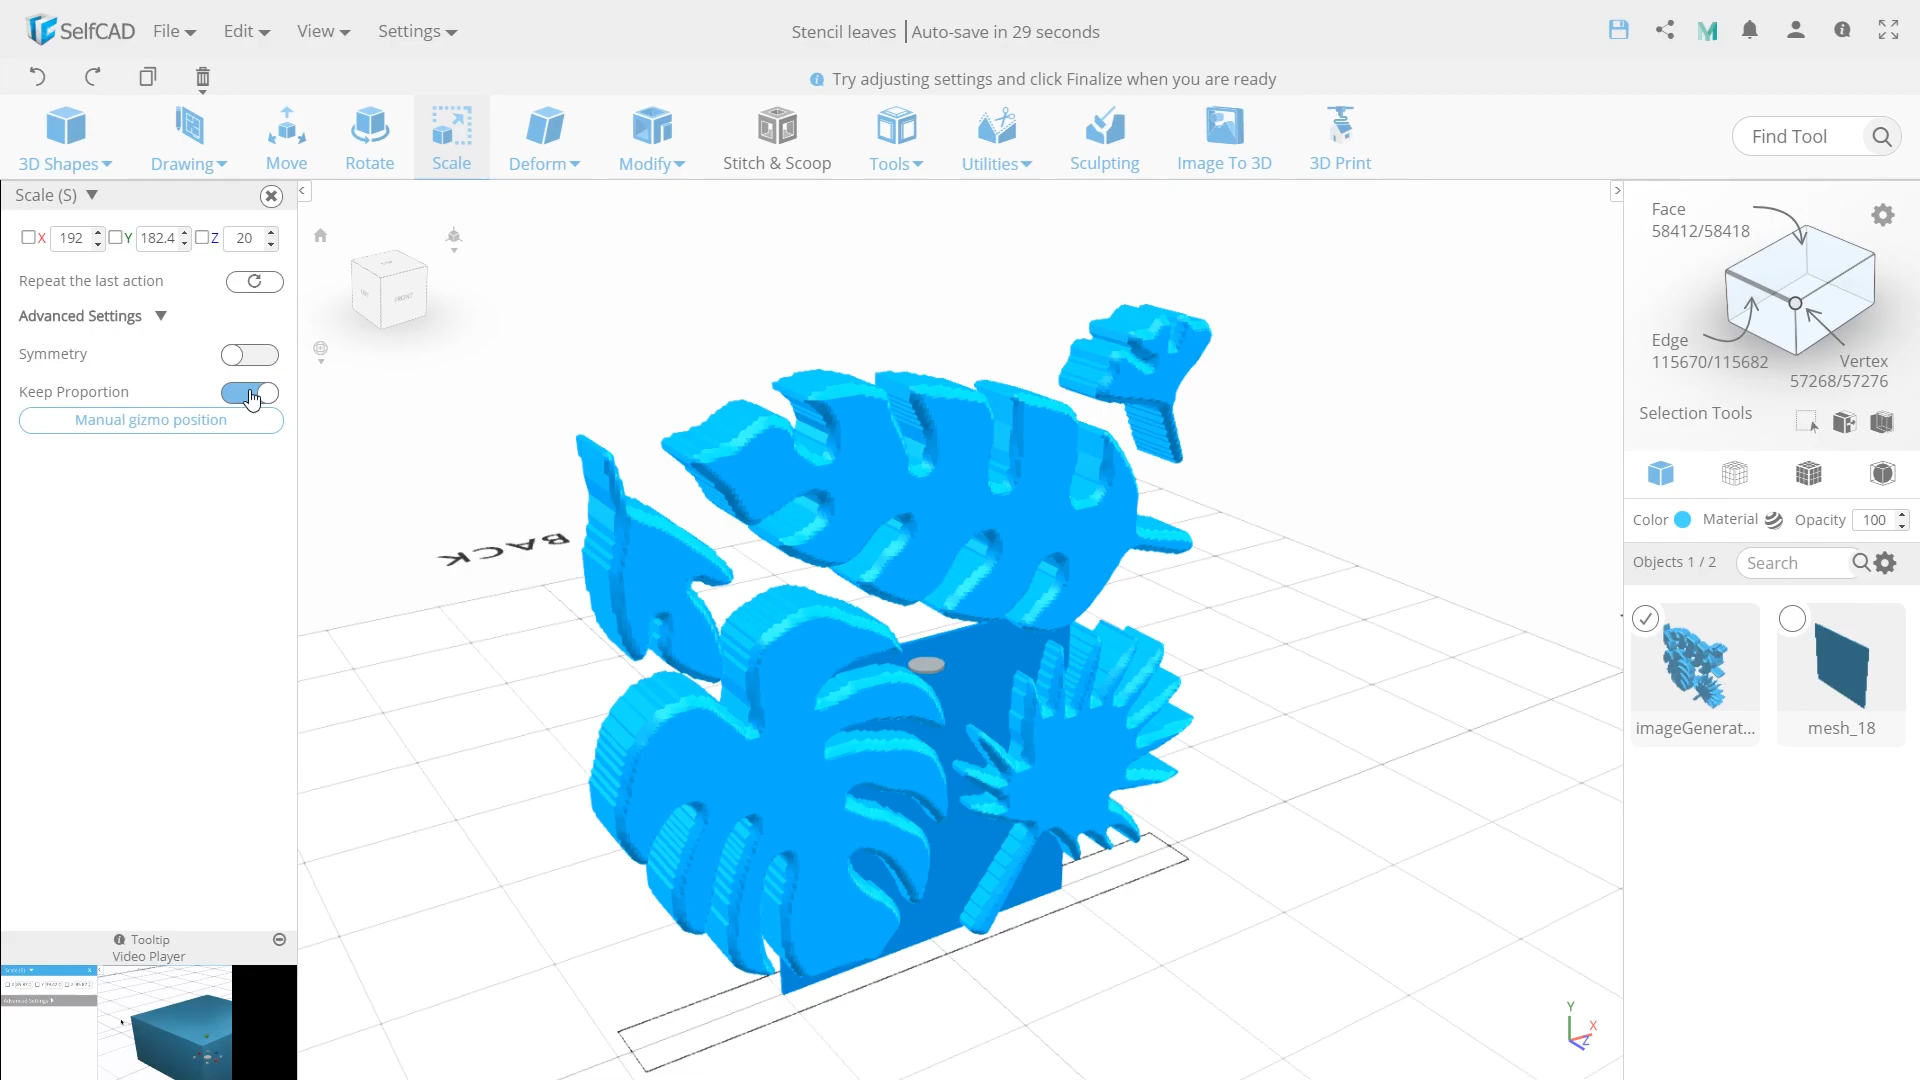 SelfCAD File Edit View Settings
Stencil leaves Auto-save in 29 seconds
Try adjusting settings and click Finalize when you are ready
3D Shapes Drawing Move Rotate Scale Deform Modify Stitch & Scoop Tools Utilities Sculpting Image To 3D 3D Print
Find Tool
Scale (S)
X 192 Y 182.4 Z 20
Repeat the last action
Advanced Settings
Symmetry
Keep Proportion
Manual gizmo position
Tooltip
Video Player
FRONT
BACK
Y
X
Z
Face
58412/58418
Edge
115670/115682
Vertex
57268/57276
Selection Tools
Color Material Opacity 100
Objects 1 / 2 Search
imageGenerat... mesh_18